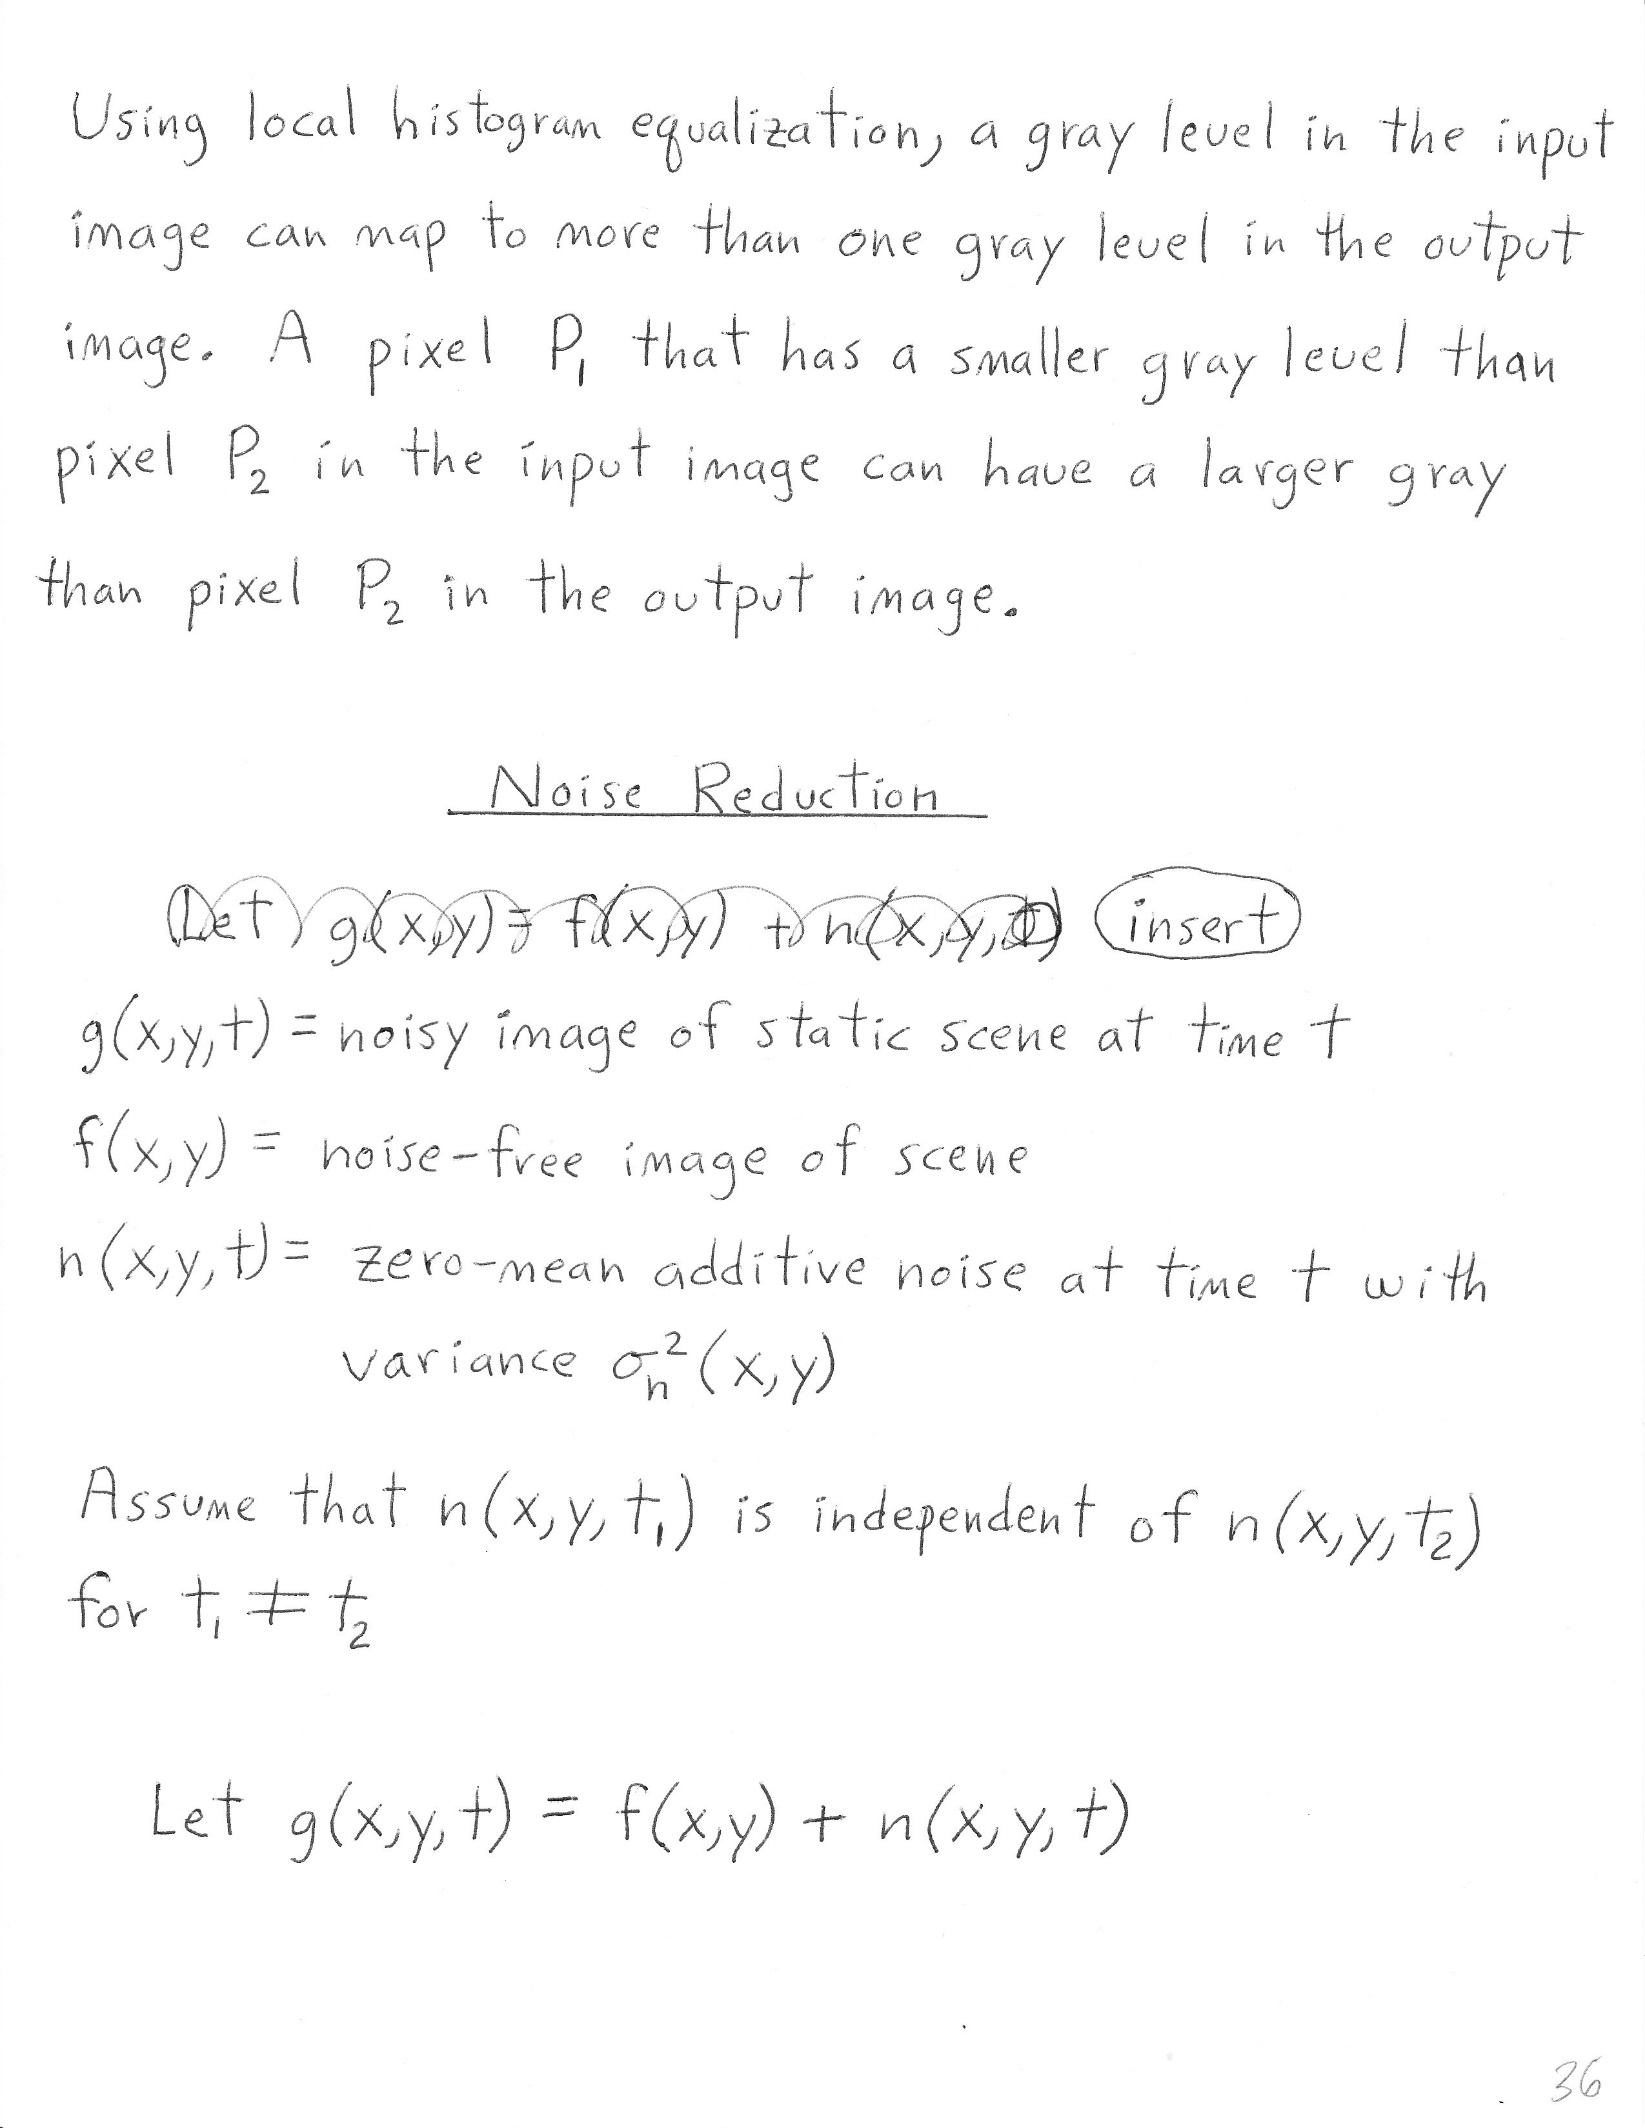 Using local histogram equalization, a gray level in the input
image can map to more than one gray level in the output
image. A pixel P₁ that has a smaller gray level than
pixel P₂ in the input image can have a larger gray
than pixel P₂ in the output image.
Noise Reduction
Let g(x,y) = f(x,y) + n(x,y,t) insert
g(x,y,t) = noisy image of static scene at time t
f(x,y) = noise-free image of scene
n(x,y,t) = zero-mean additive noise at time t with
variance σₙ²(x,y)
Assume that n(x,y,t₁) is independent of n(x,y,t₂)
for t₁ ≠ t₂
Let g(x,y,t) = f(x,y) + n(x,y,t)
36